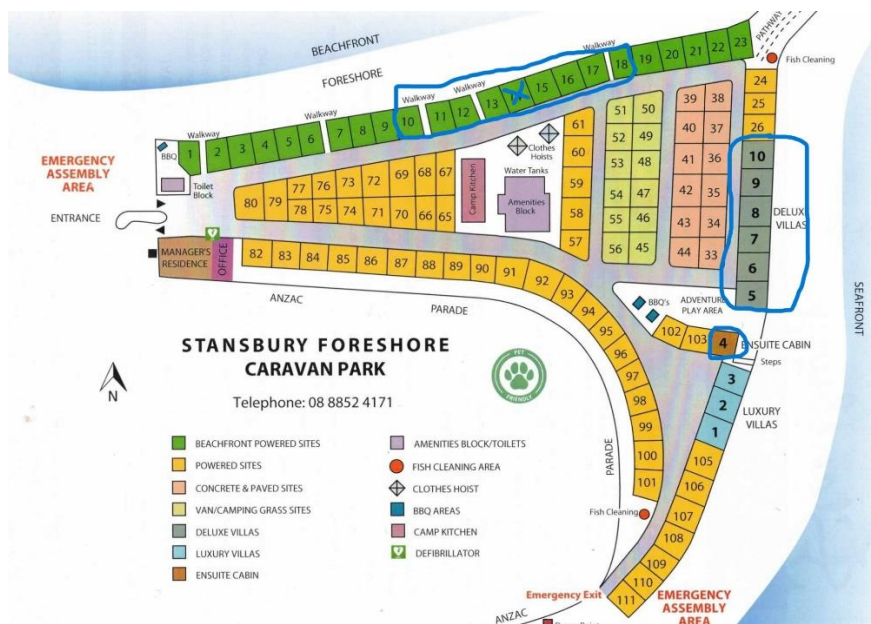 BEACHFRONT
FORESHORE
PATHWAY
Fish Cleaning
Walkway
Walkway
Walkway
Walkway
Walkway
1 2 3 4 5 6 7 8 9 10 11 12 13 15 16 17 18 19 20 21 22 23
24
25
26
BBQ
Toilet
Block
EMERGENCY
ASSEMBLY
AREA
ENTRANCE
MANAGER'S
RESIDENCE
OFFICE
80 79 77 76 73 72 69 68 67
78 75 74 71 70 66 65
Camp Kitchen
Clothes
Hoists
Water Tanks
Amenities
Block
61
60
59
58
57
51 50
52 49
53 48
54 47
55 46
56 45
39 38
40 37
41 36
42 35
43 34
44 33
10
9
8
7
6
5
DELUXE
VILLAS
SEAFRONT
82 83 84 85 86 87 88 89 90 91 92 93 94 95 96 97 98 99 100 101
ANZAC
PARADE
BBQ's
ADVENTURE
PLAY AREA
102 103 4
ENSUITE CABIN
Steps
3
2
1
LUXURY
VILLAS
105
106
107
108
109
110
111
PARADE
Fish Cleaning
Emergency Exit
EMERGENCY
ASSEMBLY
AREA
ANZAC
STANSBURY FORESHORE
CARAVAN PARK
Telephone: 08 8852 4171
PET
FRIENDLY
N
BEACHFRONT POWERED SITES
POWERED SITES
CONCRETE & PAVED SITES
VAN/CAMPING GRASS SITES
DELUXE VILLAS
LUXURY VILLAS
ENSUITE CABIN
AMENITIES BLOCK/TOILETS
FISH CLEANING AREA
CLOTHES HOIST
BBQ AREAS
CAMP KITCHEN
DEFIBRILLATOR